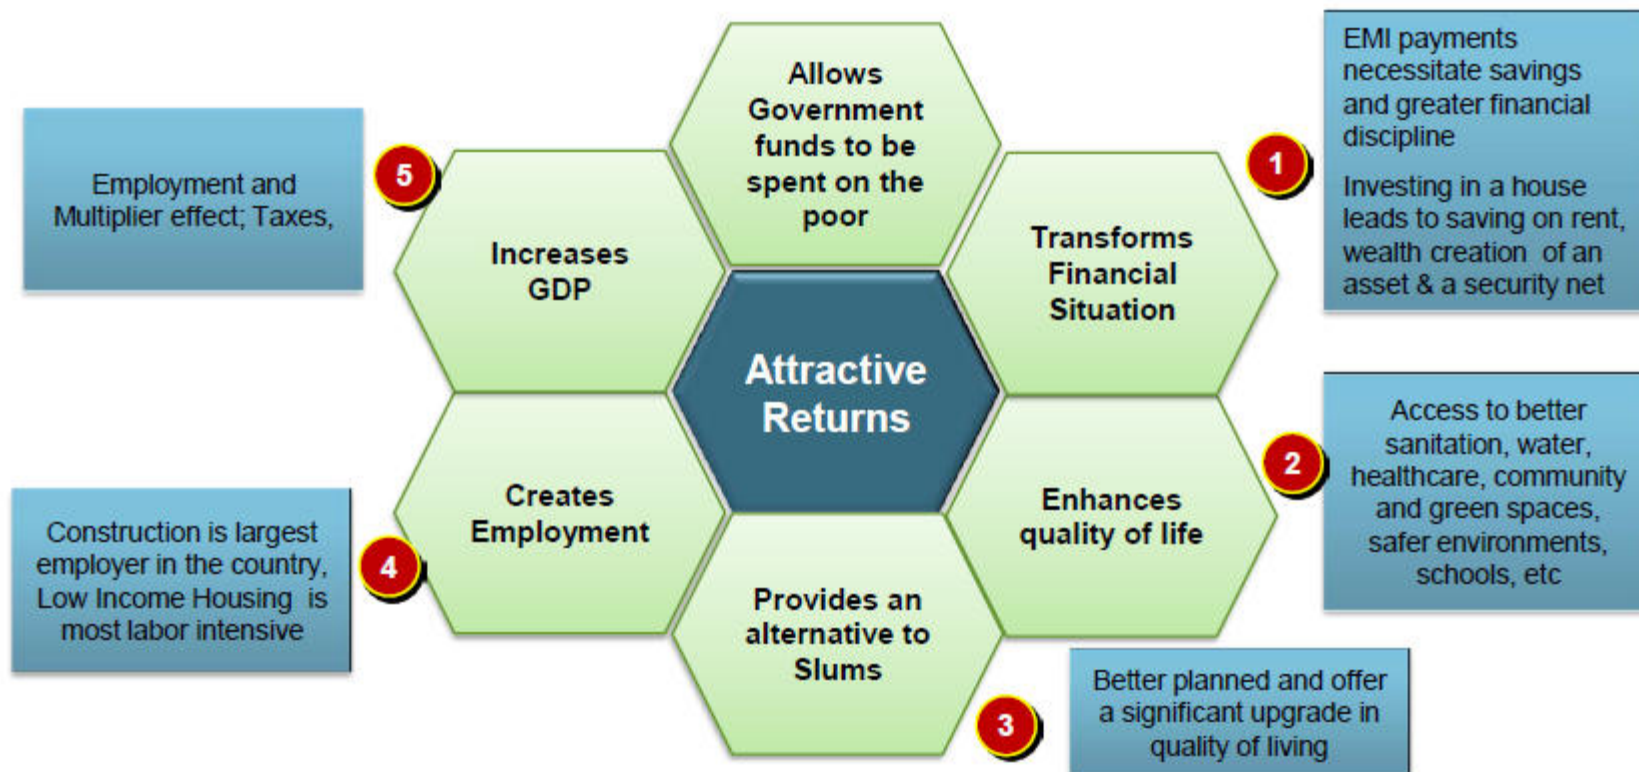 Allows
Government
funds to be
spent on the
poor
1
Transforms
Financial
Situation
EMI payments
necessitate savings
and greater financial
discipline
Investing in a house
leads to saving on rent,
wealth creation of an
asset & a security net
2
Enhances
quality of life
Access to better
sanitation, water,
healthcare, community
and green spaces,
safer environments,
schools, etc
3
Provides an
alternative to
Slums
Better planned and offer
a significant upgrade in
quality of living
4
Creates
Employment
Construction is largest
employer in the country,
Low Income Housing is
most labor intensive
5
Increases
GDP
Employment and
Multiplier effect; Taxes,
Attractive
Returns